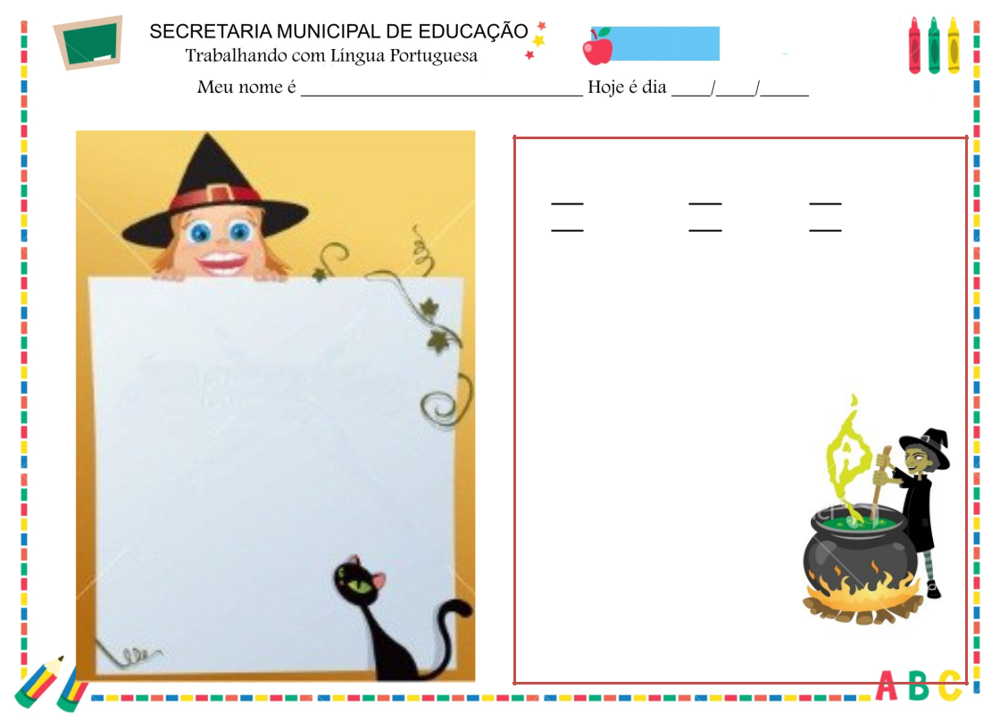 SECRETARIA MUNICIPAL DE EDUCAÇÃO
Trabalhando com Língua Portuguesa
Meu nome é ______________________________ Hoje é dia ____/____/_____
A B C